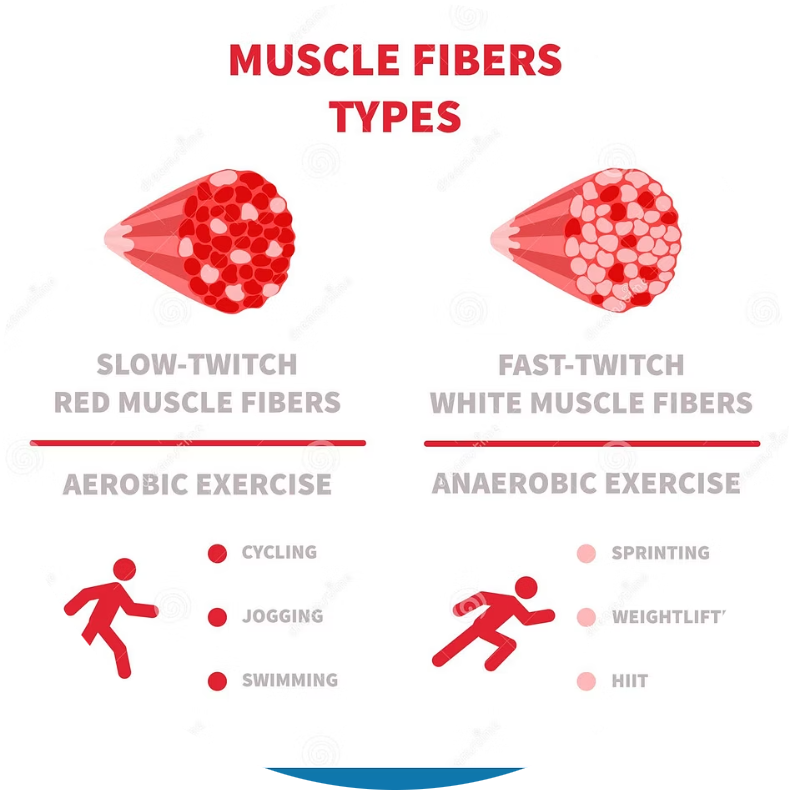 MUSCLE FIBERS
TYPES
SLOW-TWITCH
RED MUSCLE FIBERS
FAST-TWITCH
WHITE MUSCLE FIBERS
AEROBIC EXERCISE
ANAEROBIC EXERCISE
CYCLING
JOGGING
SWIMMING
SPRINTING
WEIGHTLIFT
HIIT